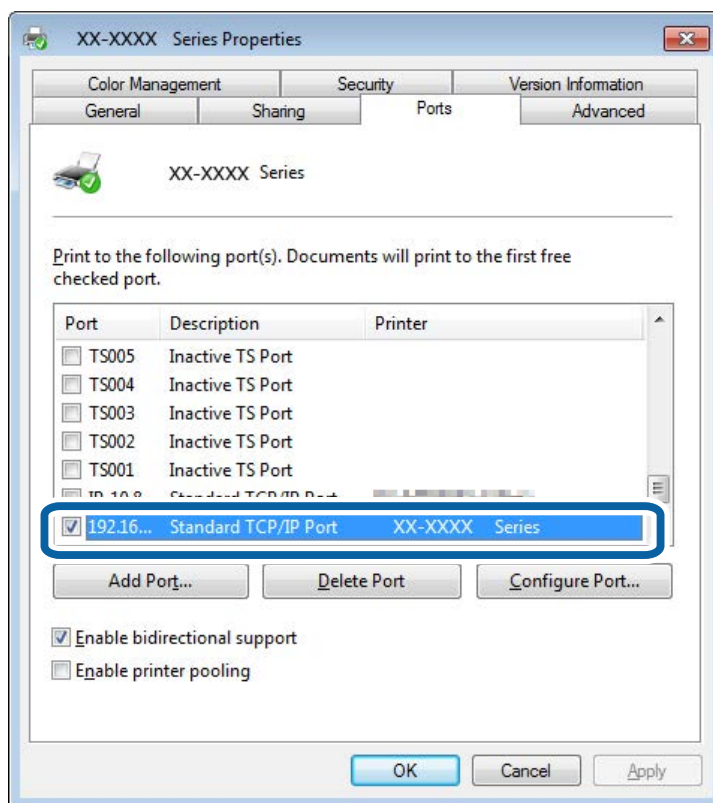 XX-XXXX Series Properties
Color Management Security Version Information
General Sharing Ports Advanced
XX-XXXX Series
Print to the following port(s). Documents will print to the first free
checked port.
Port Description Printer
TS005 Inactive TS Port
TS004 Inactive TS Port
TS003 Inactive TS Port
TS002 Inactive TS Port
TS001 Inactive TS Port
Standard TCP/IP Port
192.16... Standard TCP/IP Port XX-XXXX Series
Add Port... Delete Port Configure Port...
Enable bidirectional support
Enable printer pooling
OK Cancel Apply